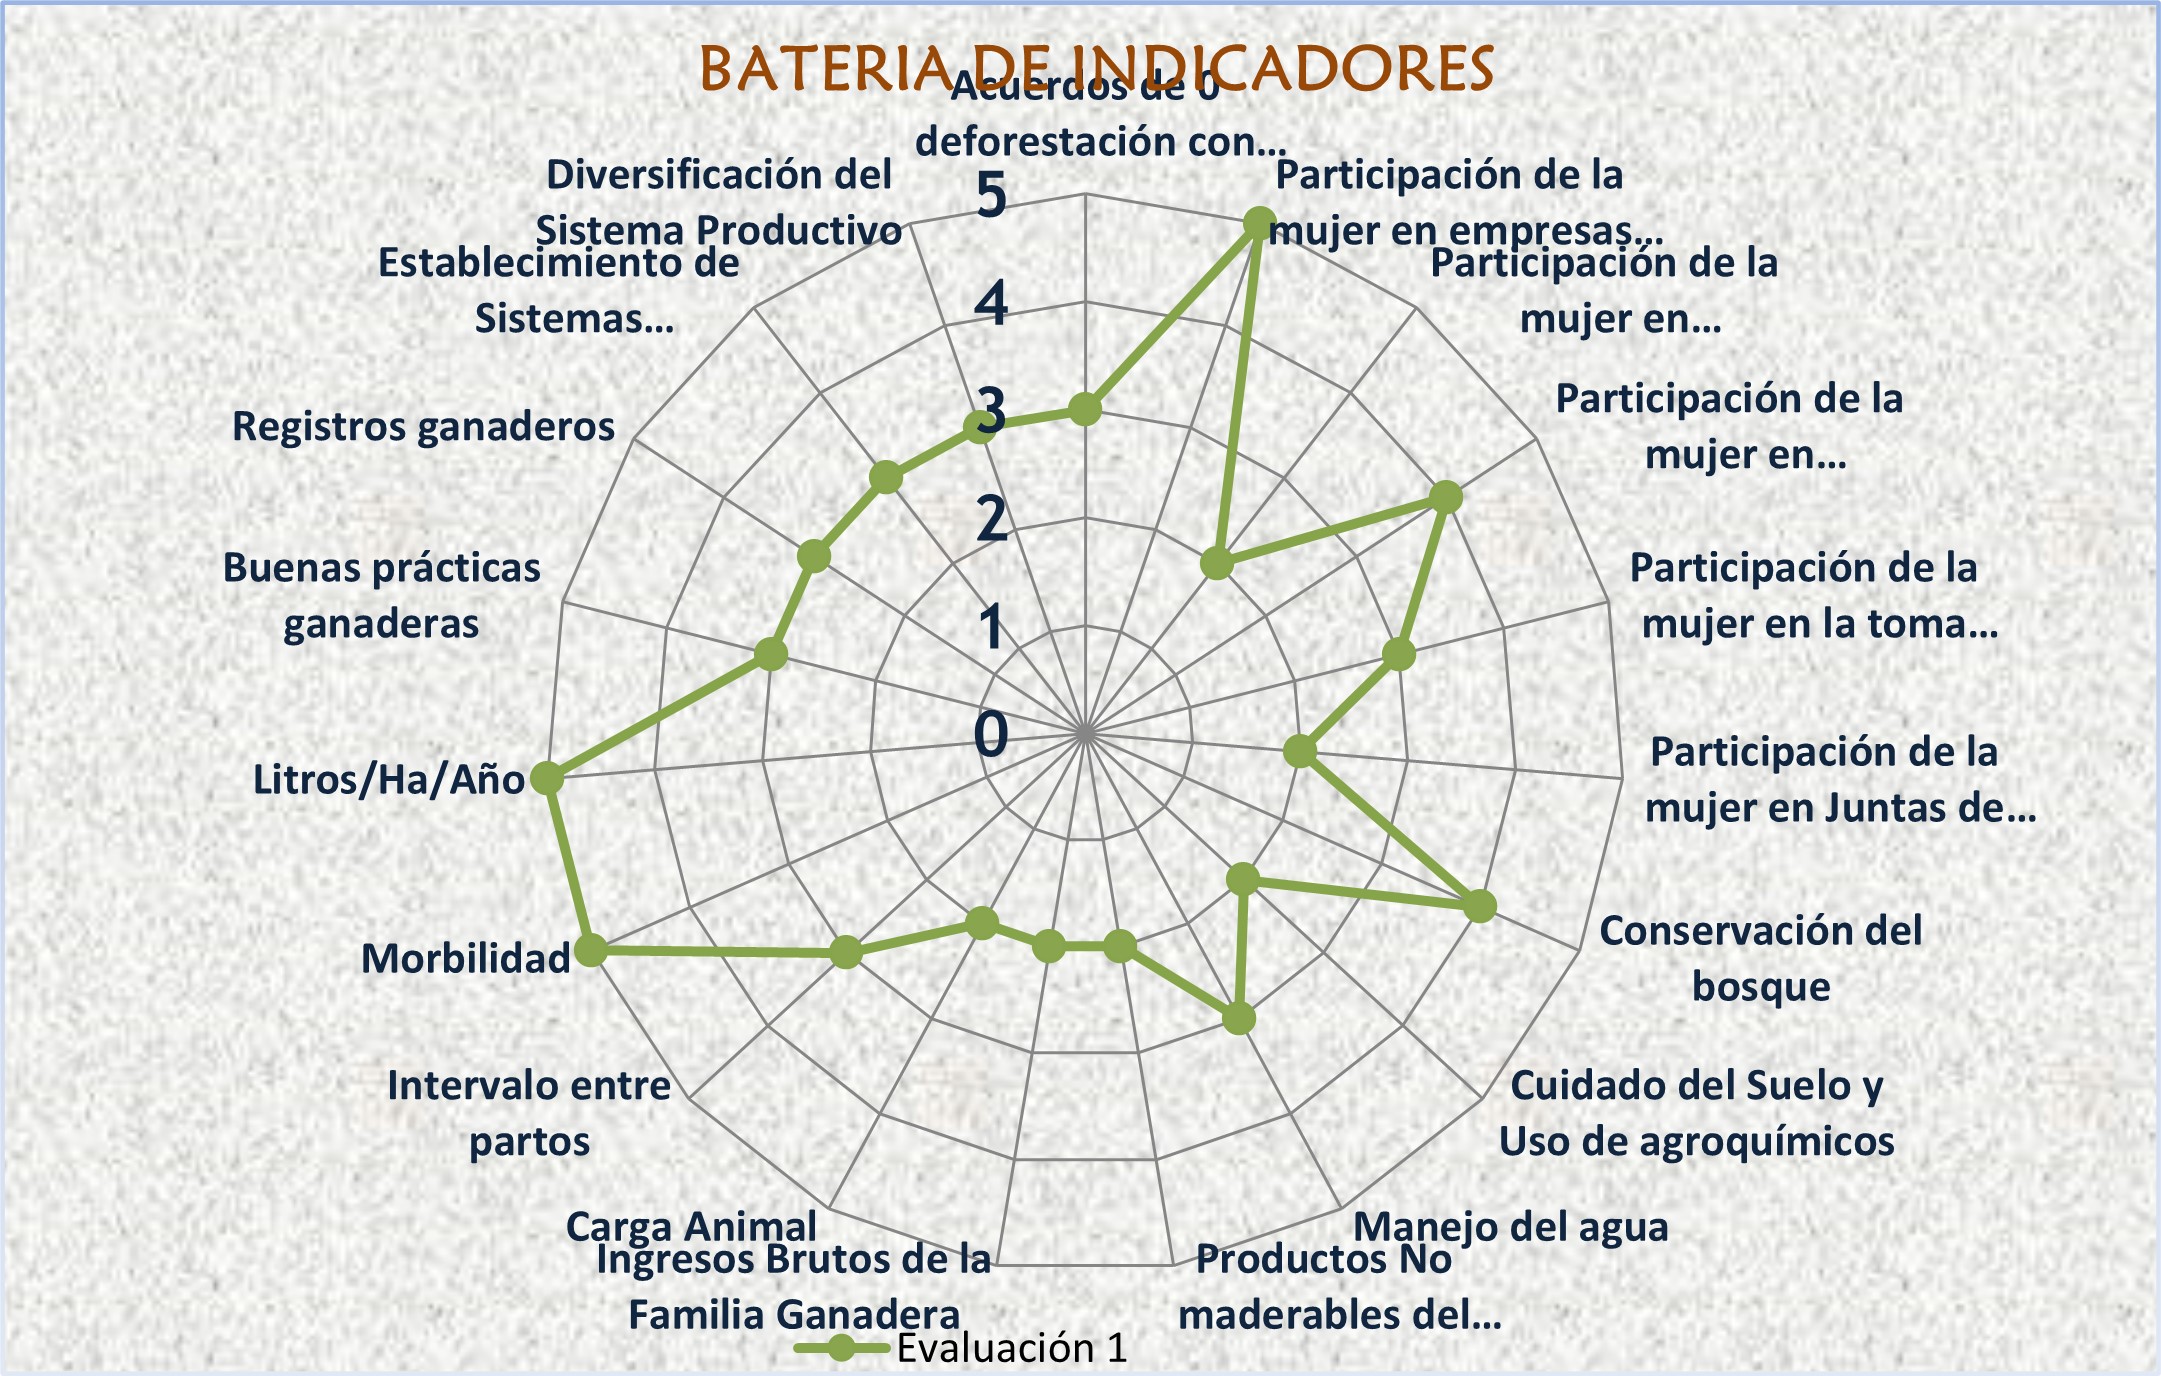 BATERIA DE INDICADORES
Acuerdos de 0
deforestación con...
Participación de la
mujer en empresas...
Participación de la
mujer en...
Participación de la
mujer en...
Participación de la
mujer en la toma...
Participación de la
mujer en Juntas de...
Conservación del
bosque
Cuidado del Suelo y
Uso de agroquímicos
Manejo del agua
Productos No
maderables del...
Ingresos Brutos de la
Familia Ganadera
Carga Animal
Intervalo entre
partos
Morbilidad
Litros/Ha/Año
Buenas prácticas
ganaderas
Registros ganaderos
Establecimiento de
Sistemas...
Diversificación del
Sistema Productivo
5
4
3
2
1
0
Evaluación 1